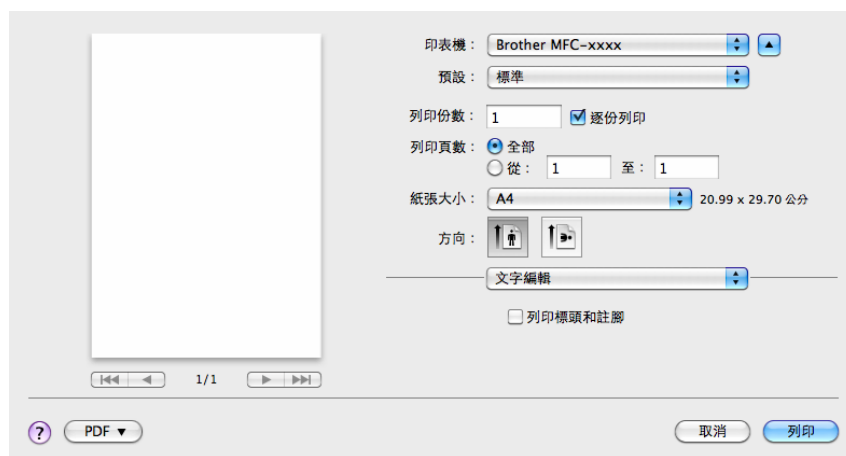 印表機： Brother MFC-xxxx
預設： 標準
列印份數： 1 逐份列印
列印頁數： 全部
從： 1 至： 1
紙張大小： A4 20.99 x 29.70 公分
方向：
文字編輯
列印標頭和註腳
1/1
? PDF ▼ 取消 列印